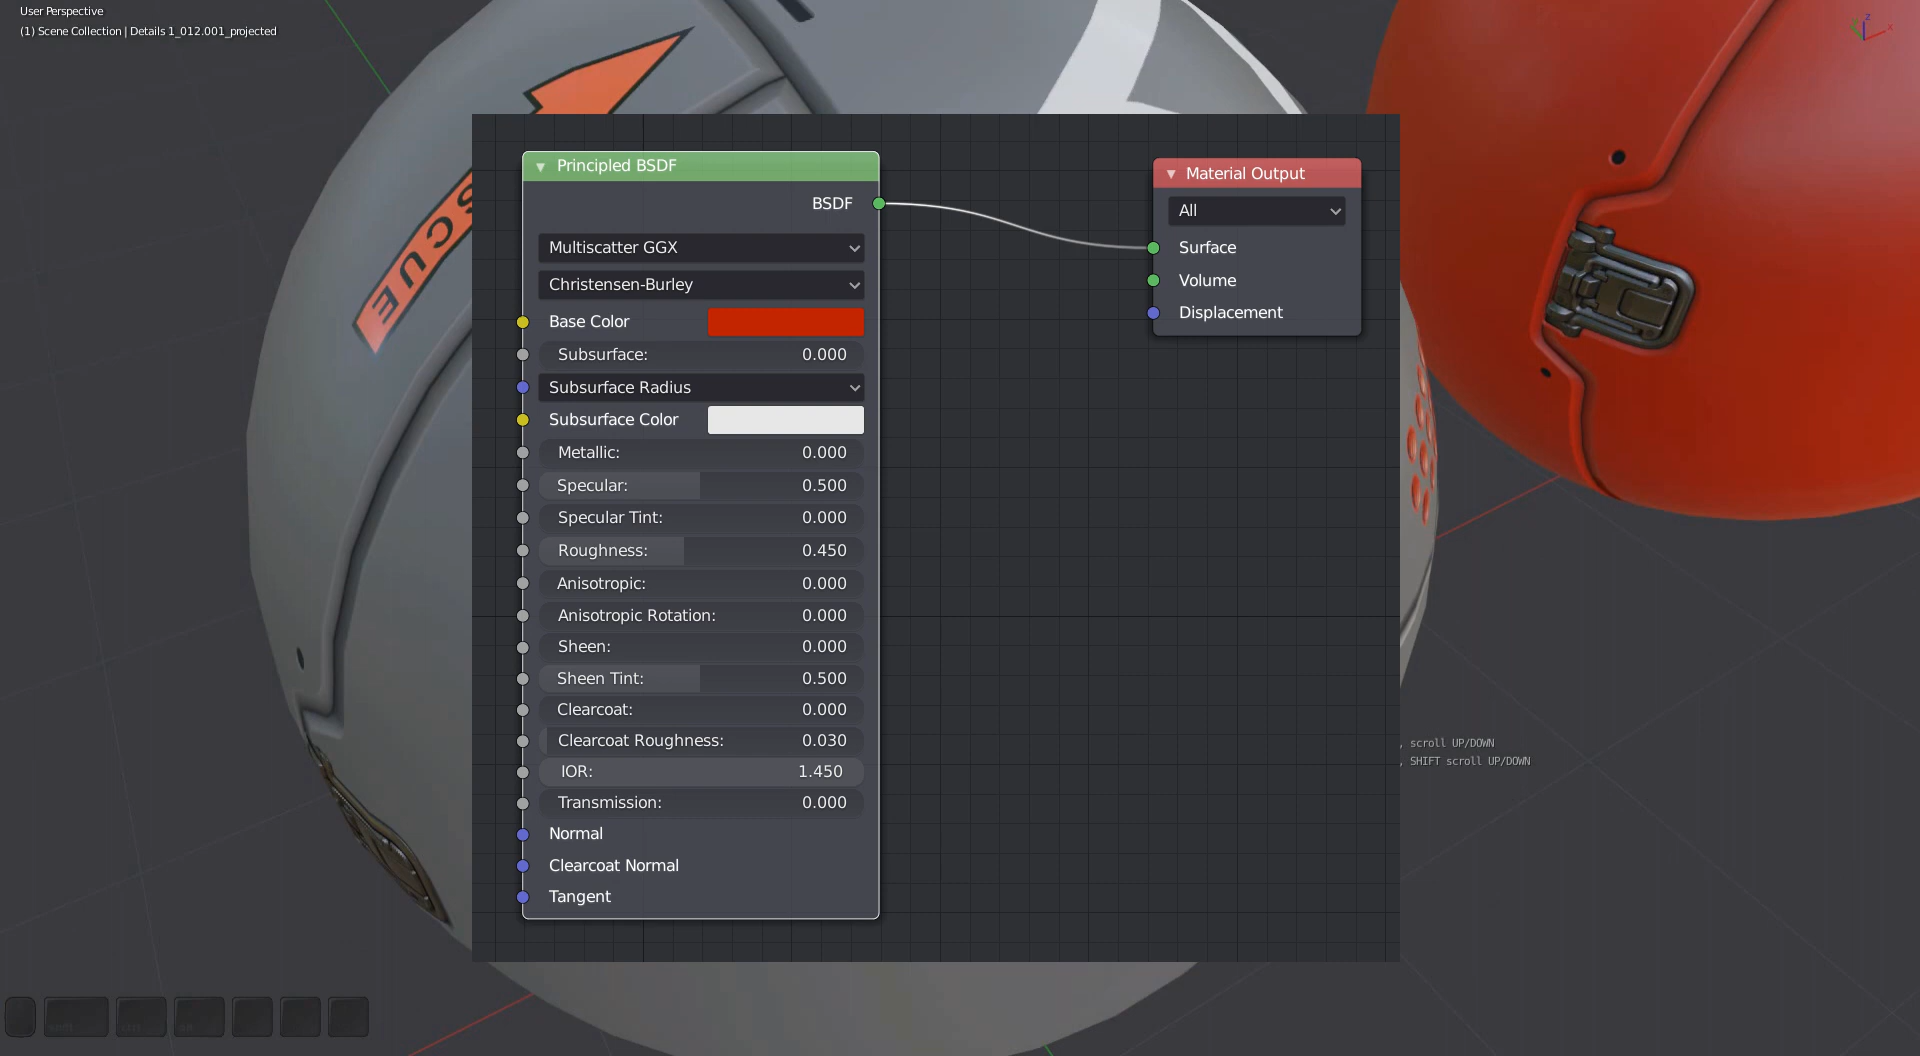 User Perspective
(1) Scene Collection | Details 1_012.001_projected
SCUE
Principled BSDF
BSDF
Multiscatter GGX
Christensen-Burley
Base Color
Subsurface: 0.000
Subsurface Radius
Subsurface Color
Metallic: 0.000
Specular: 0.500
Specular Tint: 0.000
Roughness: 0.450
Anisotropic: 0.000
Anisotropic Rotation: 0.000
Sheen: 0.000
Sheen Tint: 0.500
Clearcoat: 0.000
Clearcoat Roughness: 0.030
IOR: 1.450
Transmission: 0.000
Normal
Clearcoat Normal
Tangent
Material Output
All
Surface
Volume
Displacement
z
x
, scroll UP/DOWN
, SHIFT scroll UP/DOWN